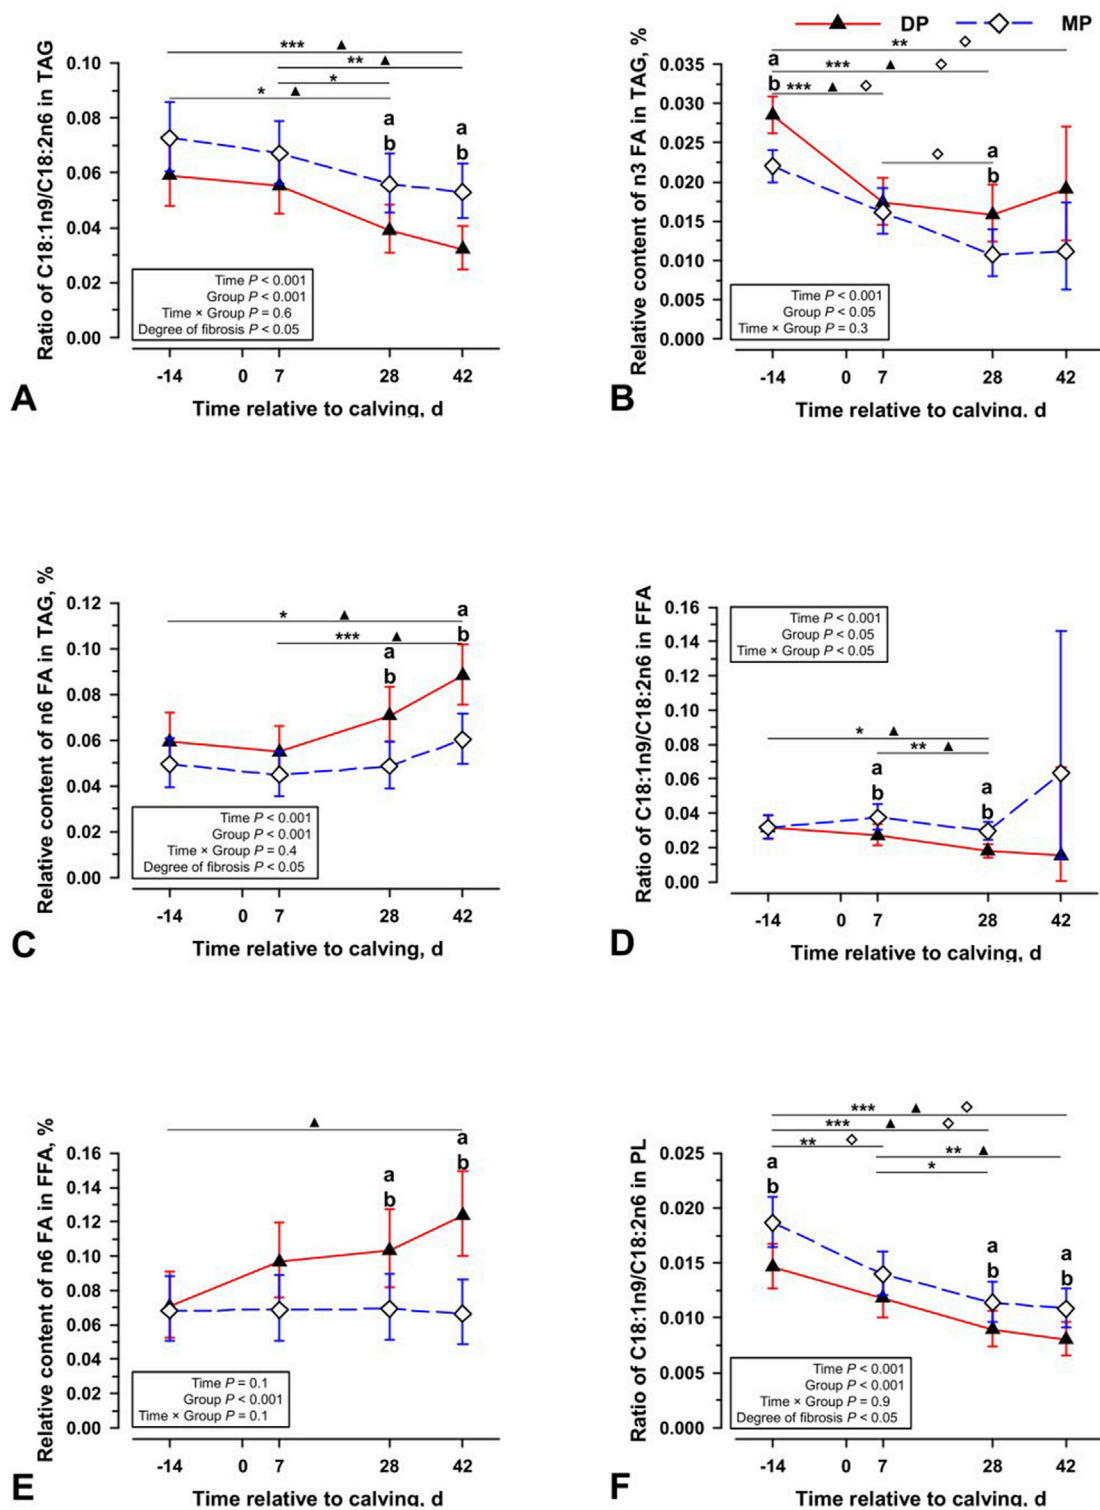 DP MP
Ratio of C18:1n9/C18:2n6 in TAG
0.10
0.08
0.06
0.04
0.02
0.00
***
**
*
*
a
b
a
b
Time P < 0.001
Group P < 0.001
Time × Group P = 0.6
Degree of fibrosis P < 0.05
-14 0 7 28 42
Time relative to calving, d
A
Relative content of n3 FA in TAG, %
0.035
0.030
0.025
0.020
0.015
0.010
0.005
0.000
**
***
***
a
b
a
b
Time P < 0.001
Group P < 0.05
Time × Group P = 0.3
-14 0 7 28 42
Time relative to calving, d
B
Relative content of n6 FA in TAG, %
0.12
0.10
0.08
0.06
0.04
0.02
0.00
*
***
a
b
a
b
Time P < 0.001
Group P < 0.001
Time × Group P = 0.4
Degree of fibrosis P < 0.05
-14 0 7 28 42
Time relative to calving, d
C
Ratio of C18:1n9/C18:2n6 in FFA
0.16
0.14
0.12
0.10
0.08
0.06
0.04
0.02
0.00
Time P < 0.001
Group P < 0.05
Time × Group P < 0.05
*
**
a
b
a
b
-14 0 7 28 42
Time relative to calving, d
D
Relative content of n6 FA in FFA, %
0.16
0.14
0.12
0.10
0.08
0.06
0.04
0.02
0.00
a
b
a
b
Time P = 0.1
Group P < 0.001
Time × Group P = 0.1
-14 0 7 28 42
Time relative to calving, d
E
Ratio of C18:1n9/C18:2n6 in PL
0.025
0.020
0.015
0.010
0.005
0.000
***
***
**
**
*
a
b
a
b
a
b
Time P < 0.001
Group P < 0.001
Time × Group P = 0.9
Degree of fibrosis P < 0.05
-14 0 7 28 42
Time relative to calving, d
F